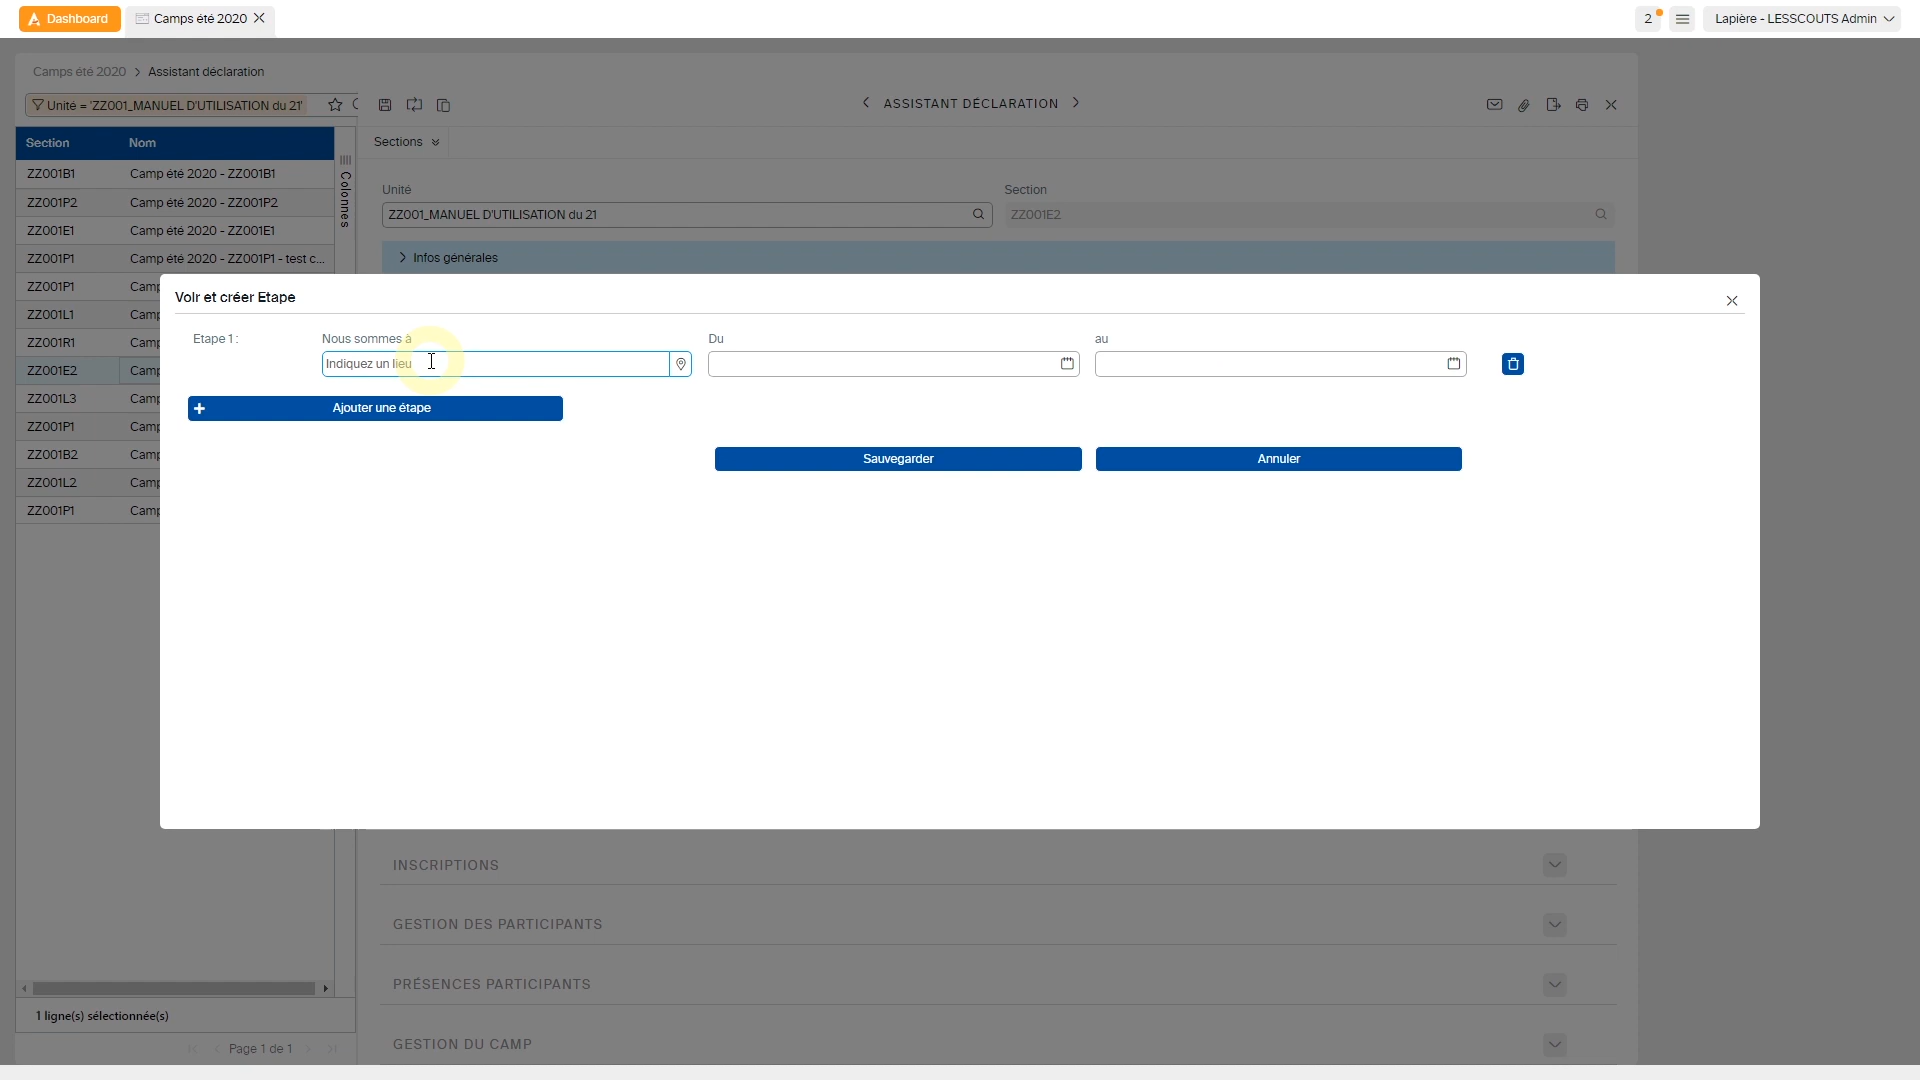 Dashboard
Camps été 2020
2
Lapière - LESSCOUTS Admin
Camps été 2020 > Assistant déclaration
Unité = 'ZZ001_MANUEL D'UTILISATION du 21'
ASSISTANT DÉCLARATION
Section Nom
Sections
ZZ001B1 Camp été 2020 - ZZ001B1
ZZ001P2 Camp été 2020 - ZZ001P2
ZZ001E1 Camp été 2020 - ZZ001E1
ZZ001P1 Camp été 2020 - ZZ001P1 - test c...
ZZ001P1 Camp
ZZ001L1 Camp
ZZ001R1 Camp
ZZ001E2 Camp
ZZ001L3 Camp
ZZ001P1 Camp
ZZ001B2 Camp
ZZ001L2 Camp
ZZ001P1 Camp
Colonnes
1 ligne(s) sélectionnée(s)
Page 1 de 1
Unité
ZZ001_MANUEL D'UTILISATION du 21
Section
ZZ001E2
Infos générales
Voir et créer Etape
Etape 1 :
Nous sommes à
Indiquez un lieu
Du
au
Ajouter une étape
Sauvegarder
Annuler
INSCRIPTIONS
GESTION DES PARTICIPANTS
PRÉSENCES PARTICIPANTS
GESTION DU CAMP